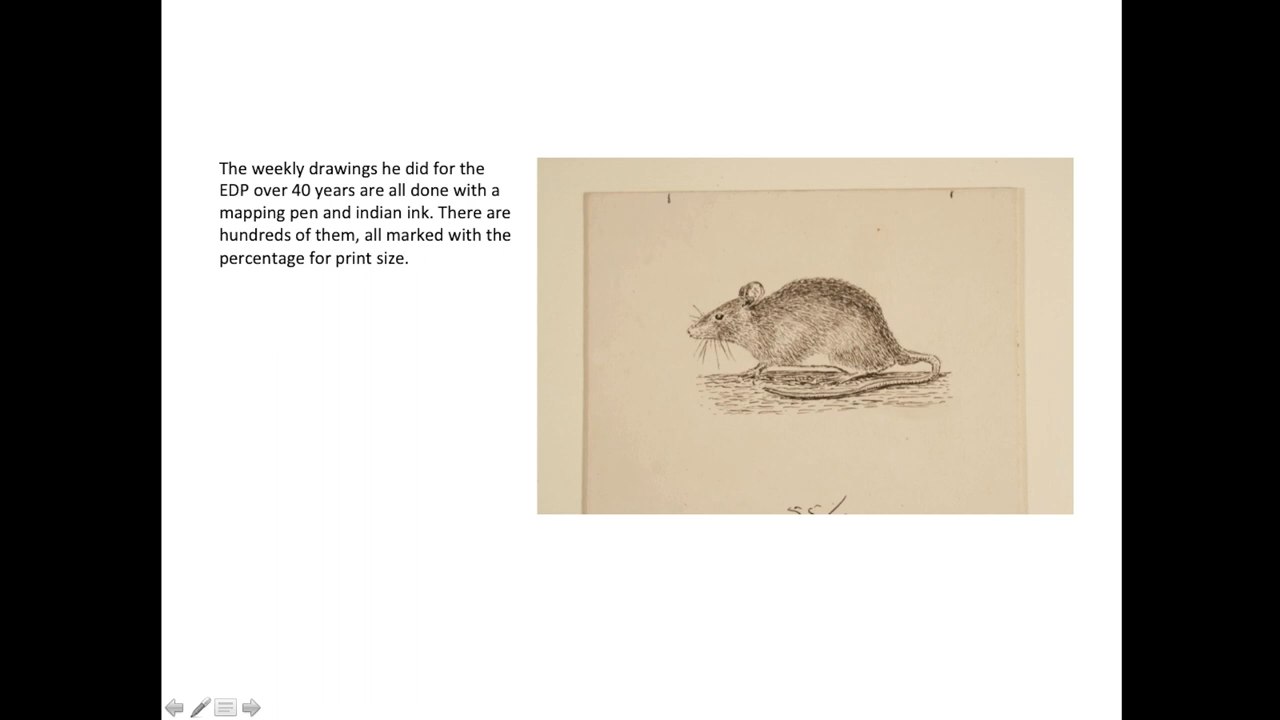 The weekly drawings he did for the
EDP over 40 years are all done with a
mapping pen and indian ink. There are
hundreds of them, all marked with the
percentage for print size.